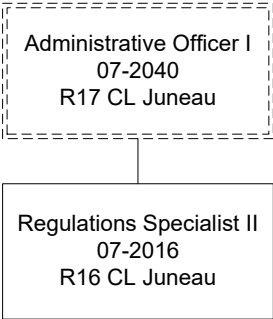 Administrative Officer I
07-2040
R17 CL Juneau
Regulations Specialist II
07-2016
R16 CL Juneau